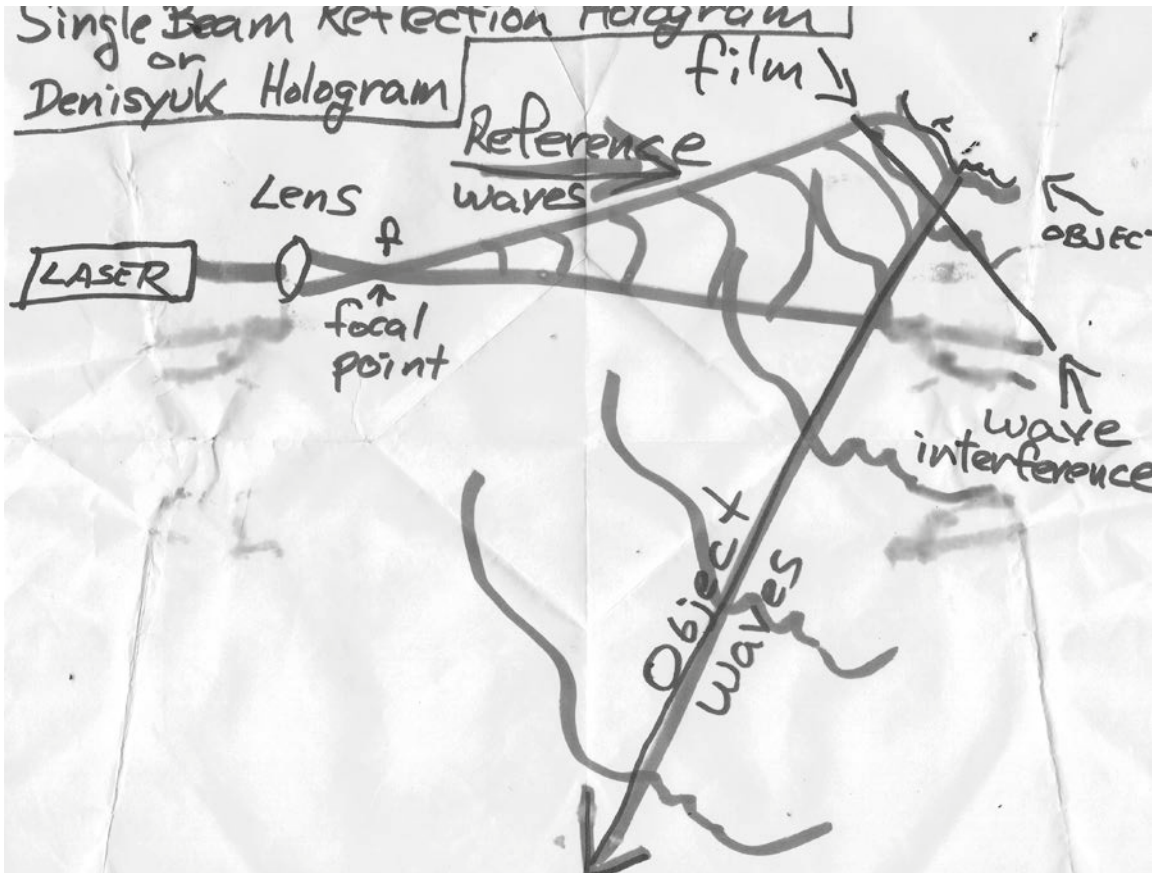 Single Beam Reflection Hologram
or
Denisyuk Hologram
film
Reference
waves
Lens
f
LASER
focal
point
OBJECT
wave
interference
Object
waves